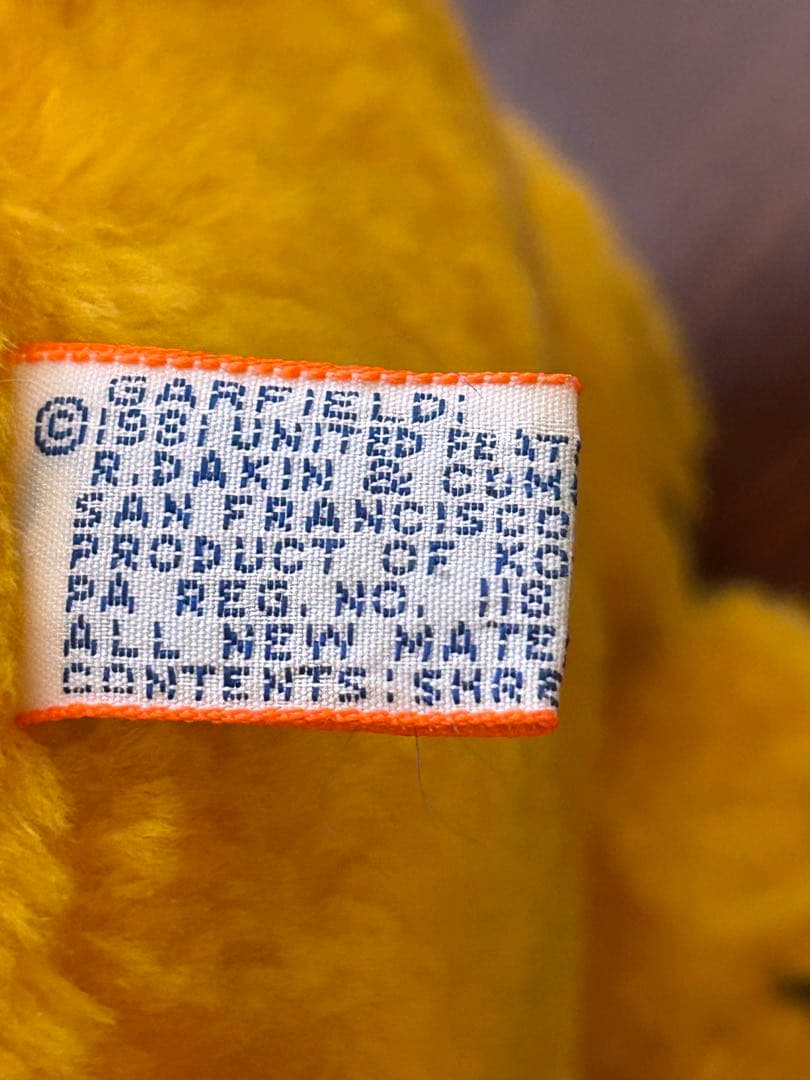 GARFIELD:
© 1981 UNITED FEAT
R. DAKIN & COM
SAN FRANCISCO
PRODUCT OF KO
PA. REG. NO. 118
ALL NEW MATE
CONTENTS: SHRE